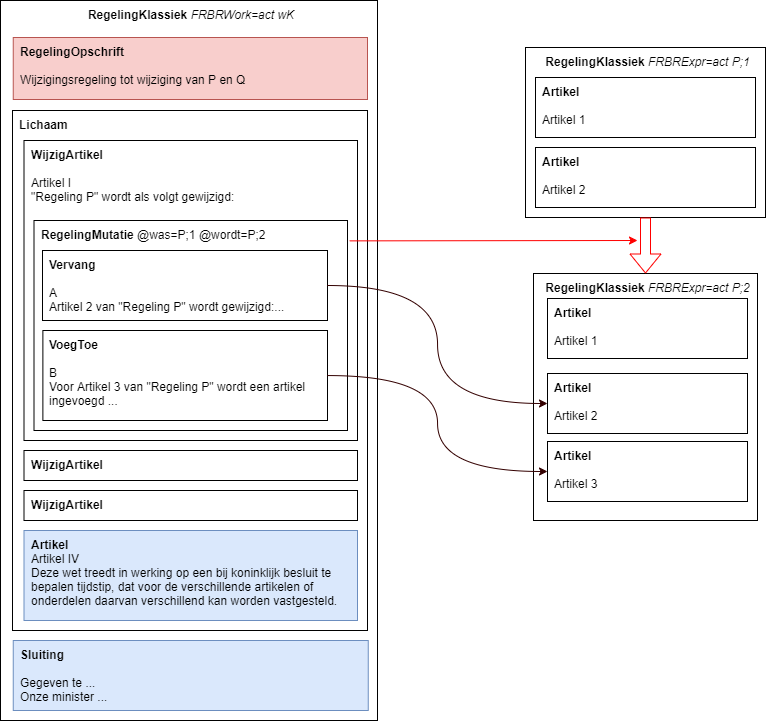 RegelingKlassiek FRBRWork=act wK
RegelingOpschrift
Wijzigingsregeling tot wijziging van P en Q
Lichaam
WijzigArtikel
Artikel I
"Regeling P" wordt als volgt gewijzigd:
RegelingMutatie @was=P;1 @wordt=P;2
Vervang
A
Artikel 2 van "Regeling P" wordt gewijzigd:...
VoegToe
B
Voor Artikel 3 van "Regeling P" wordt een artikel
ingevoegd ...
WijzigArtikel
WijzigArtikel
Artikel
Artikel IV
Deze wet treedt in werking op een bij koninklijk besluit te
bepalen tijdstip, dat voor de verschillende artikelen of
onderdelen daarvan verschillend kan worden vastgesteld.
Sluiting
Gegeven te ...
Onze minister ...
RegelingKlassiek FRBRExpr=act P;1
Artikel
Artikel 1
Artikel
Artikel 2
RegelingKlassiek FRBRExpr=act P;2
Artikel
Artikel 1
Artikel
Artikel 2
Artikel
Artikel 3